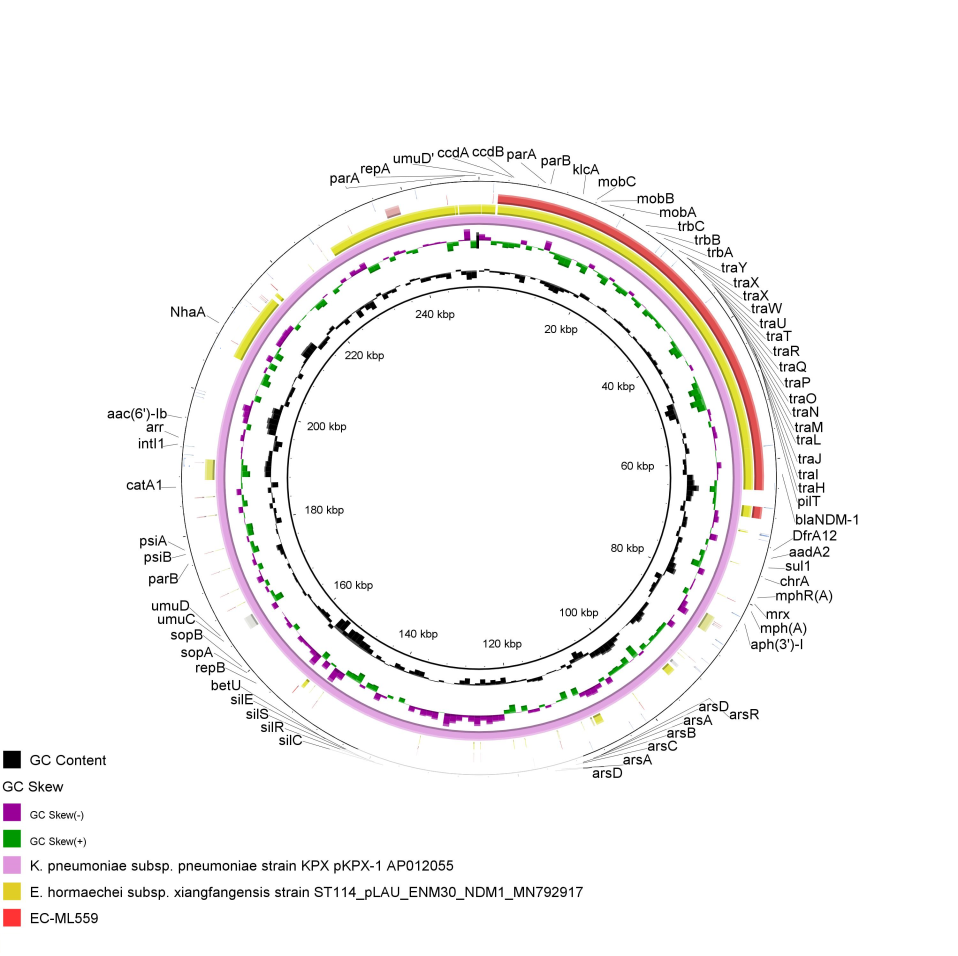 umuD'
ccdA
ccdB
parA
parB
klcA
mobC
mobB
mobA
trbC
trbB
trbA
traY
traX
traX
traW
traU
traT
traR
traQ
traP
traO
traN
traM
traL
traJ
traI
traH
pilT
blaNDM-1
DfrA12
aadA2
sul1
chrA
mphR(A)
mrx
mph(A)
aph(3')-I
arsR
arsD
arsA
arsB
arsC
arsA
arsD
silC
silR
silS
silE
betU
repB
sopA
sopB
umuC
umuD
parB
psiB
psiA
catA1
intI1
arr
aac(6')-Ib
NhaA
parA
repA
20 kbp
40 kbp
60 kbp
80 kbp
100 kbp
120 kbp
140 kbp
160 kbp
180 kbp
200 kbp
220 kbp
240 kbp
GC Content
GC Skew
GC Skew(-)
GC Skew(+)
K. pneumoniae subsp. pneumoniae strain KPX pKPX-1 AP012055
E. hormaechei subsp. xiangfangensis strain ST114_pLAU_ENM30_NDM1_MN792917
EC-ML559